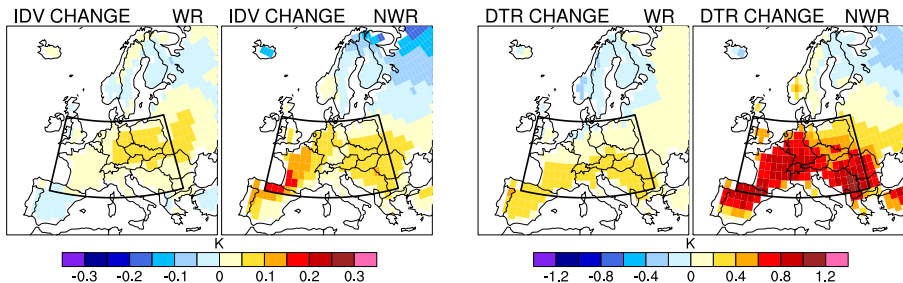 IDV CHANGE WR IDV CHANGE NWR DTR CHANGE WR DTR CHANGE NWR
K K
-0.3 -0.2 -0.1 0 0.1 0.2 0.3 -1.2 -0.8 -0.4 0 0.4 0.8 1.2